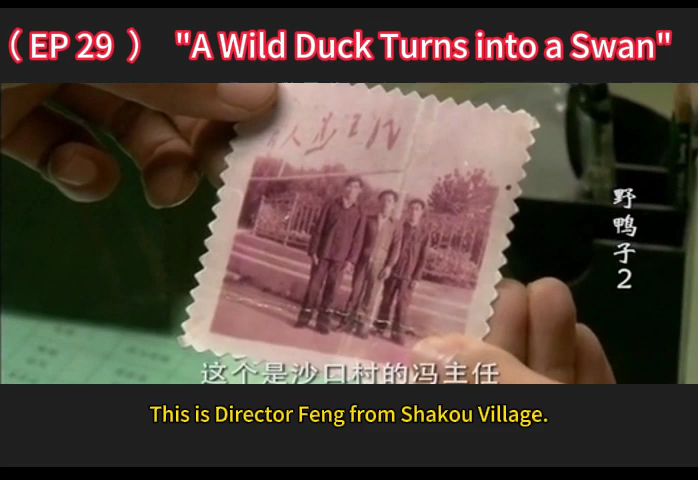 （ EP 29 ） "A Wild Duck Turns into a Swan"
野鸭子2
这个是沙口村的冯主任
This is Director Feng from Shakou Village.